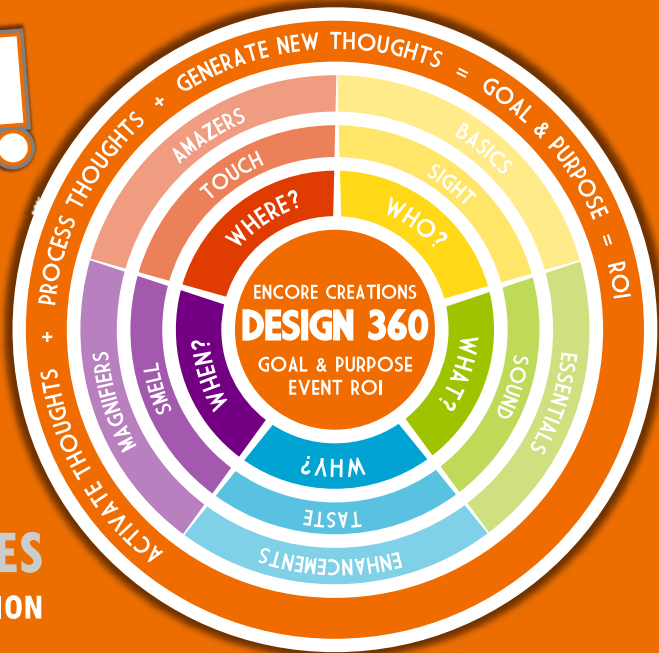 ACTIVATE THOUGHTS + PROCESS THOUGHTS + GENERATE NEW THOUGHTS = GOAL & PURPOSE = ROI
AMAZERS
BASICS
ESSENTIALS
ENHANCEMENTS
MAGNIFIERS
TOUCH
SIGHT
SOUND
TASTE
SMELL
WHERE?
WHO?
WHAT?
WHY?
WHEN?
ENCORE CREATIONS
DESIGN 360
GOAL & PURPOSE
EVENT ROI
ES
ION